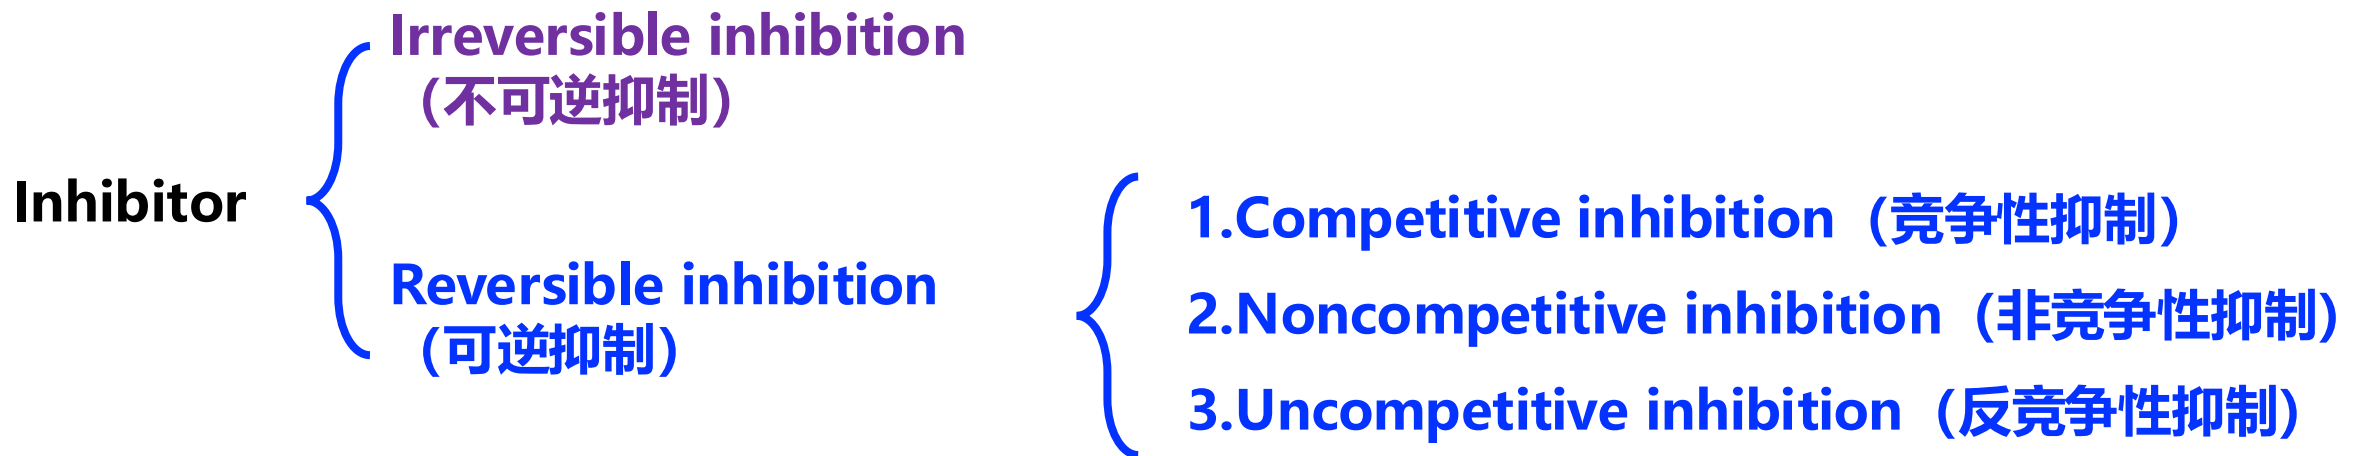 Irreversible inhibition
（不可逆抑制）
Inhibitor
Reversible inhibition
（可逆抑制）
1.Competitive inhibition（竞争性抑制）
2.Noncompetitive inhibition（非竞争性抑制）
3.Uncompetitive inhibition（反竞争性抑制）